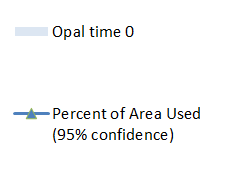 Opal time 0
Percent of Area Used
(95% confidence)